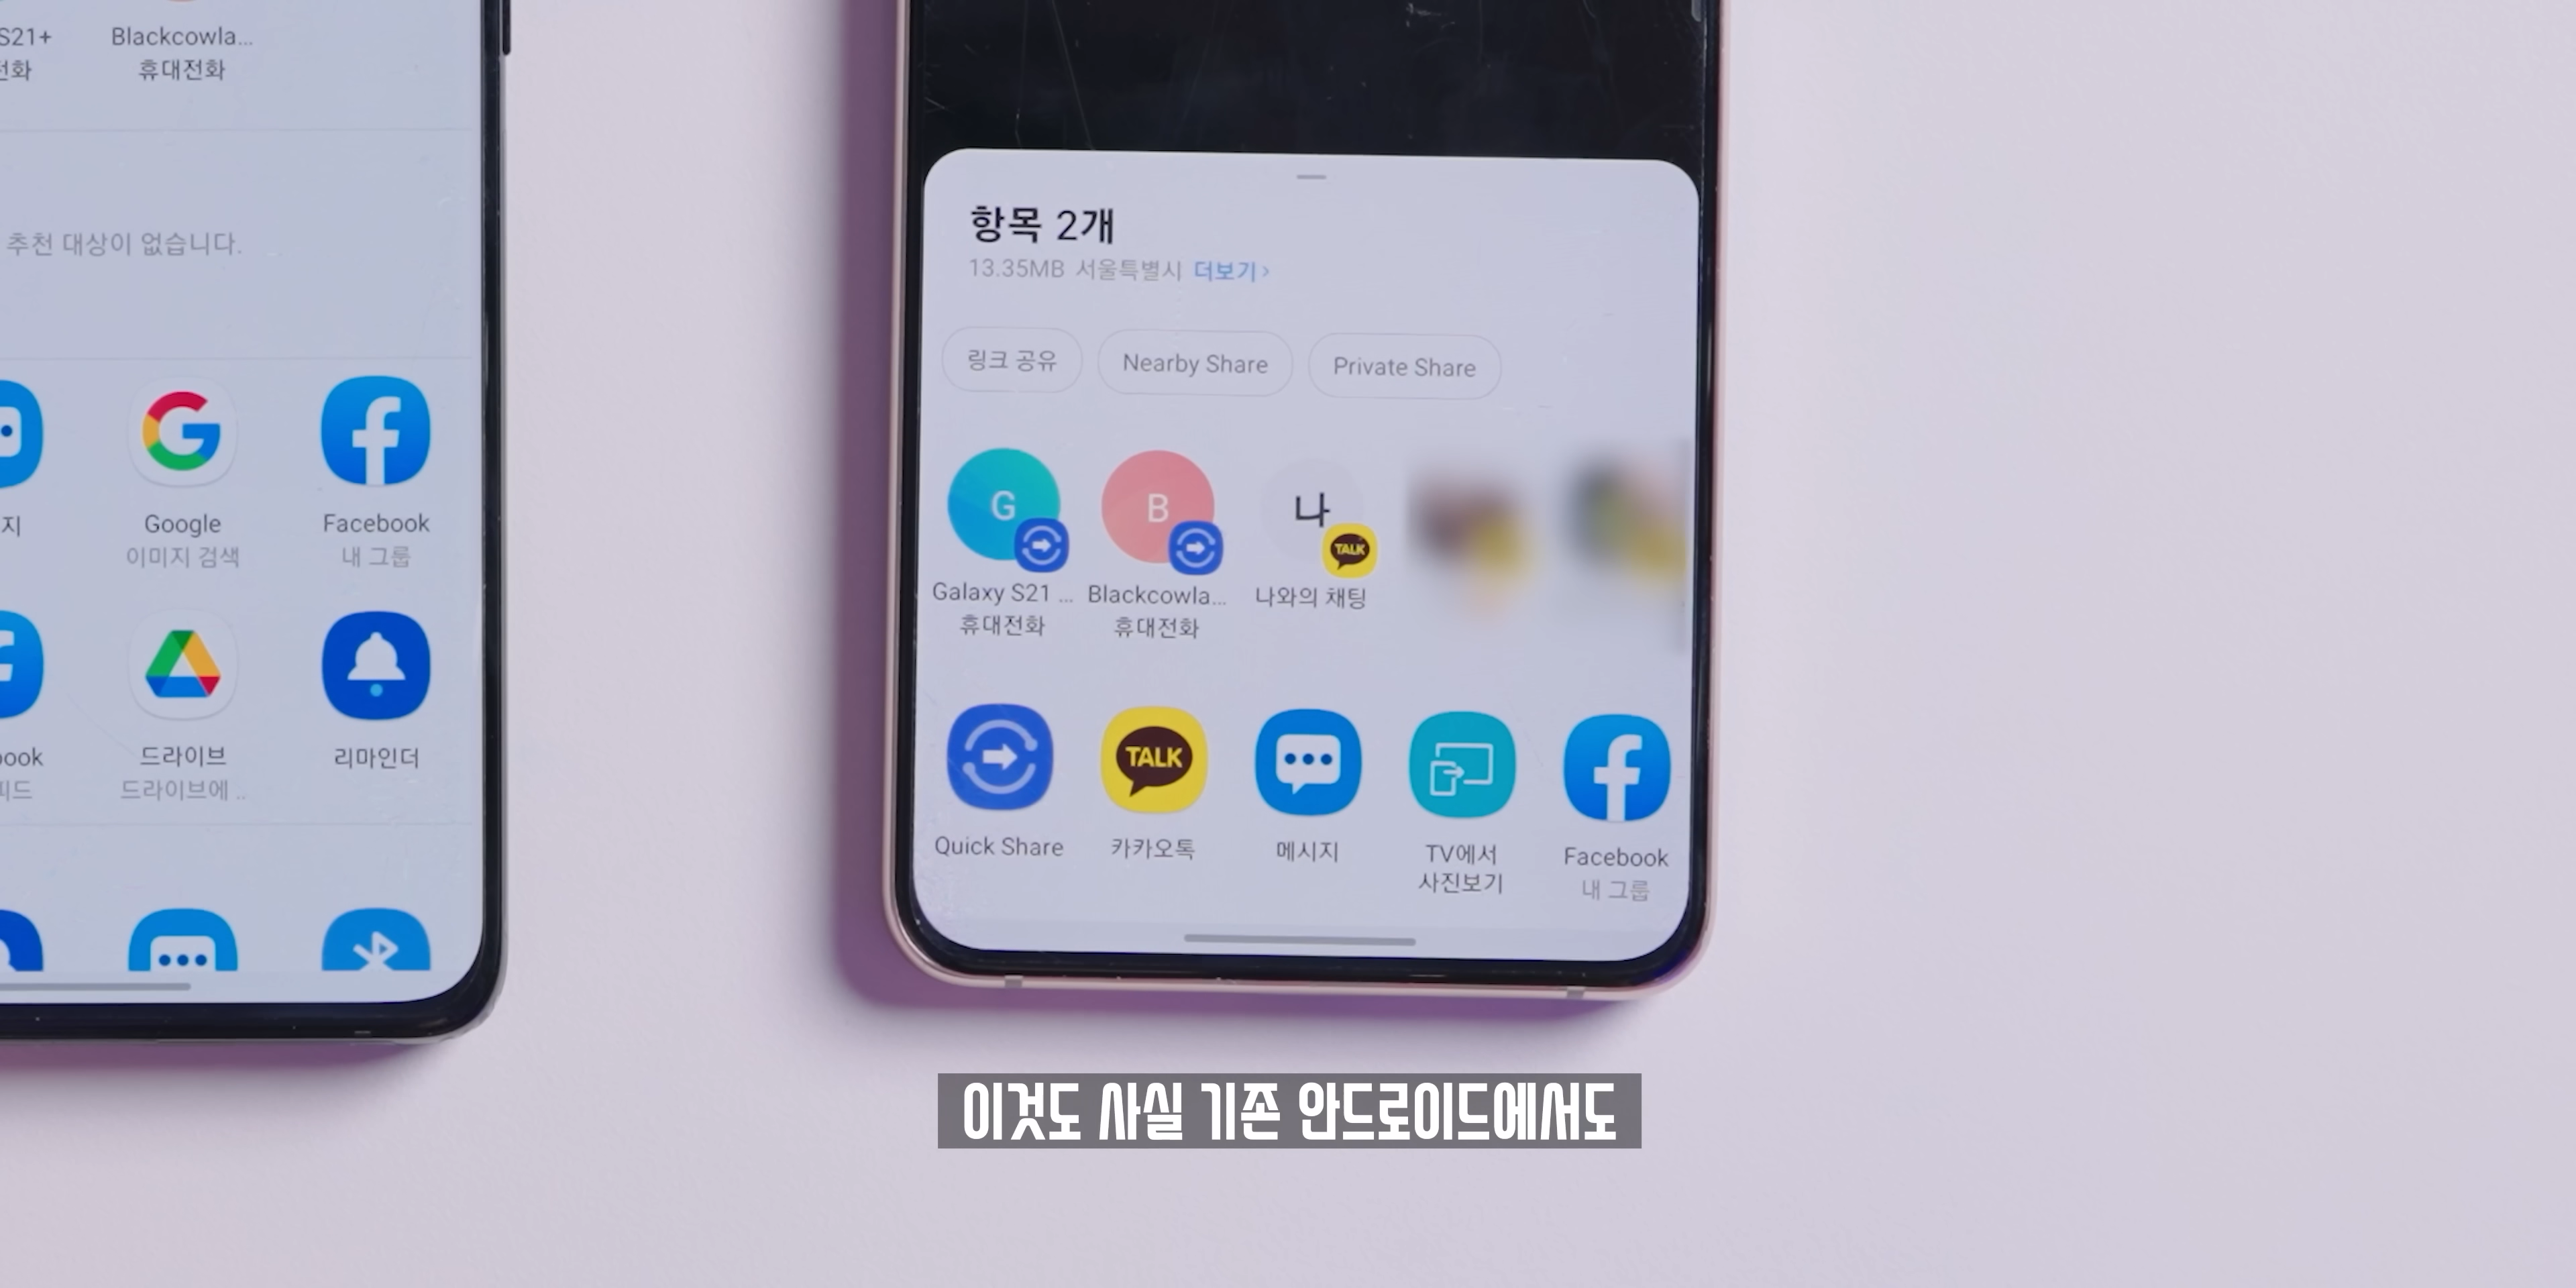 S21+
Blackcowla...
전화
휴대전화
추천 대상이 없습니다.
지
Google
Facebook
이미지 검색
내 그룹
book
드라이브
리마인더
피드
드라이브에 ..
항목 2개
13.35MB 서울특별시 더보기 >
링크 공유
Nearby Share
Private Share
G
B
나
TALK
Galaxy S21 ...
Blackcowla...
나와의 채팅
휴대전화
휴대전화
TALK
Quick Share
카카오톡
메시지
TV에서
사진보기
Facebook
내 그룹
이것도 사실 기존 안드로이드에서도